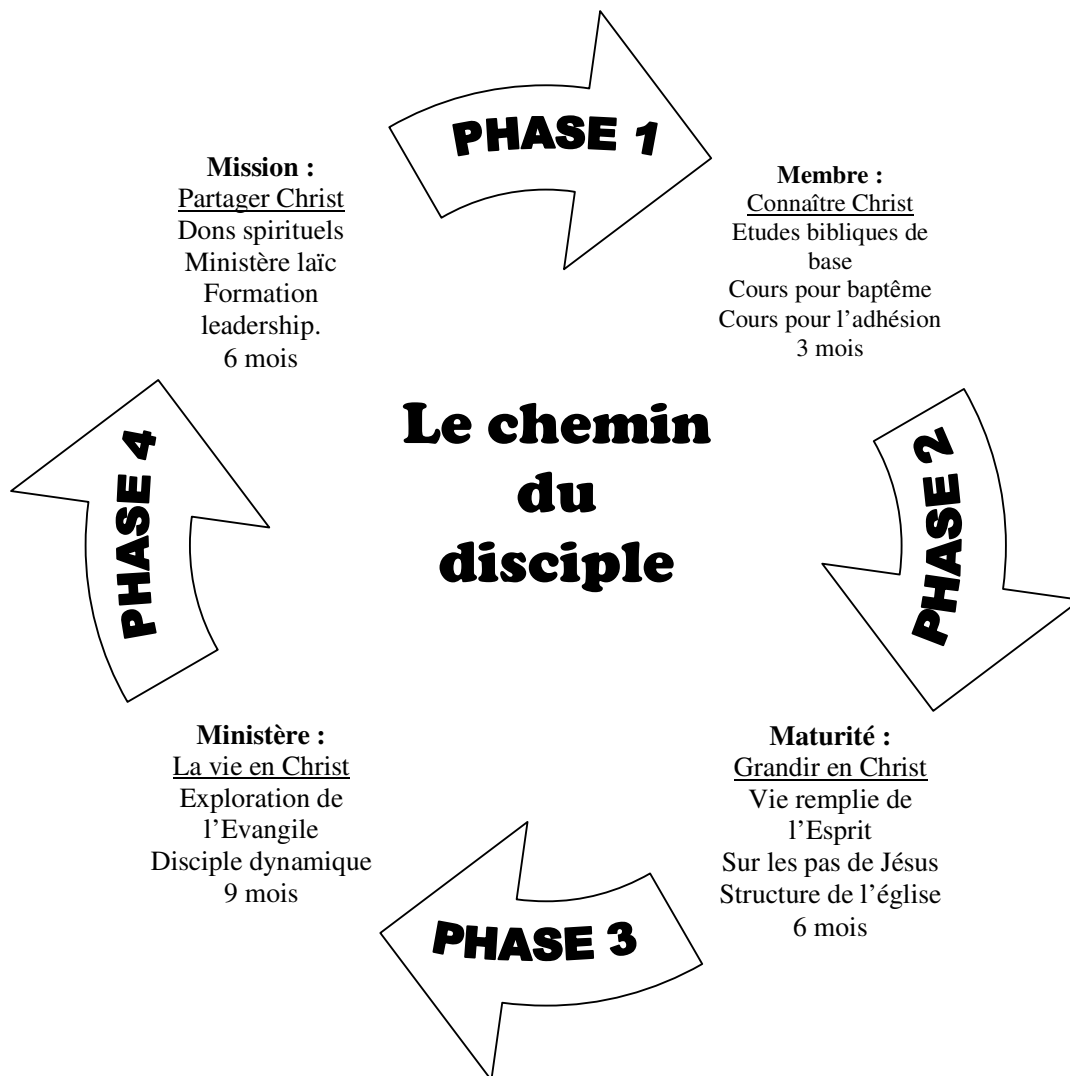 PHASE 1
Mission :
Partager Christ
Dons spirituels
Ministère laïc
Formation
leadership.
6 mois
Membre :
Connaître Christ
Etudes bibliques de
base
Cours pour baptême
Cours pour l’adhésion
3 mois
Le chemin
du
disciple
PHASE 2
PHASE 4
Ministère :
La vie en Christ
Exploration de
l’Evangile
Disciple dynamique
9 mois
Maturité :
Grandir en Christ
Vie remplie de
l’Esprit
Sur les pas de Jésus
Structure de l’église
6 mois
PHASE 3